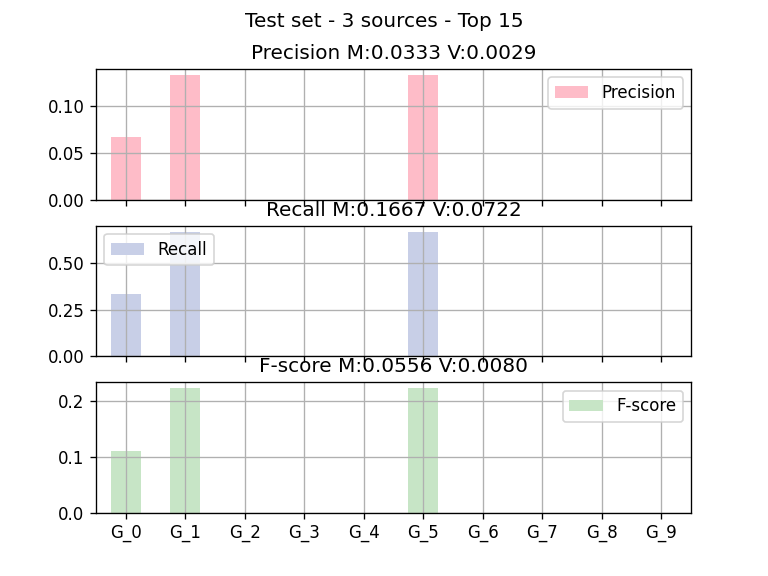 Test set - 3 sources - Top 15
Precision M:0.0333 V:0.0029
0.10
0.05
0.00
Precision
Recall M:0.1667 V:0.0722
0.50
0.25
0.00
Recall
F-score M:0.0556 V:0.0080
0.2
0.1
0.0
F-score
G_0 G_1 G_2 G_3 G_4 G_5 G_6 G_7 G_8 G_9